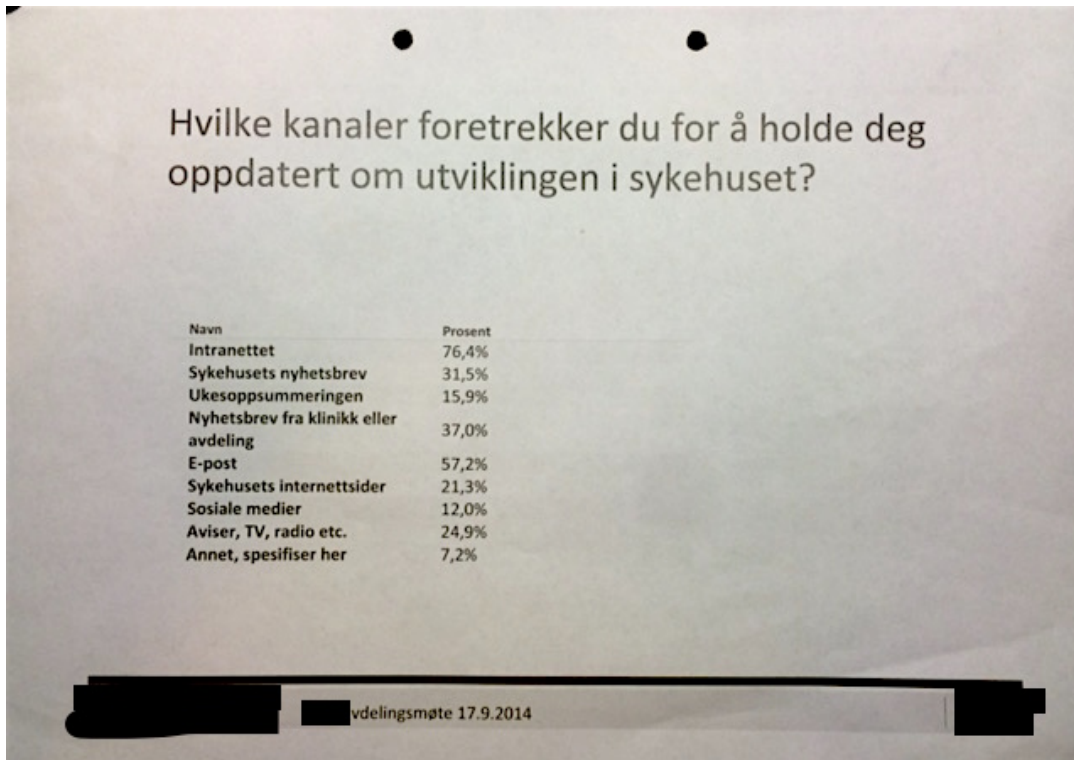 Hvilke kanaler foretrekker du for å holde deg
oppdatert om utviklingen i sykehuset?
Navn Prosent
Intranettet 76,4%
Sykehusets nyhetsbrev 31,5%
Ukesoppsummeringen 15,9%
Nyhetsbrev fra klinikk eller
avdeling 37,0%
E-post 57,2%
Sykehusets internettsider 21,3%
Sosiale medier 12,0%
Aviser, TV, radio etc. 24,9%
Annet, spesifiser her 7,2%
vdelingsmøte 17.9.2014